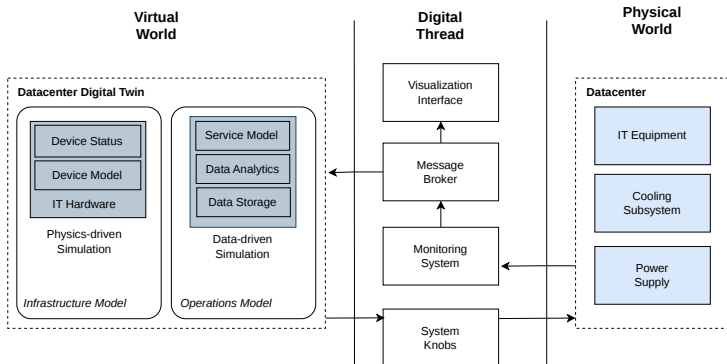 Virtual
World
Digital
Thread
Physical
World
Datacenter Digital Twin
Device Status
Device Model
IT Hardware
Physics-driven
Simulation
Infrastructure Model
Service Model
Data Analytics
Data Storage
Data-driven
Simulation
Operations Model
Visualization
Interface
Message
Broker
Monitoring
System
System
Knobs
Datacenter
IT Equipment
Cooling
Subsystem
Power
Supply